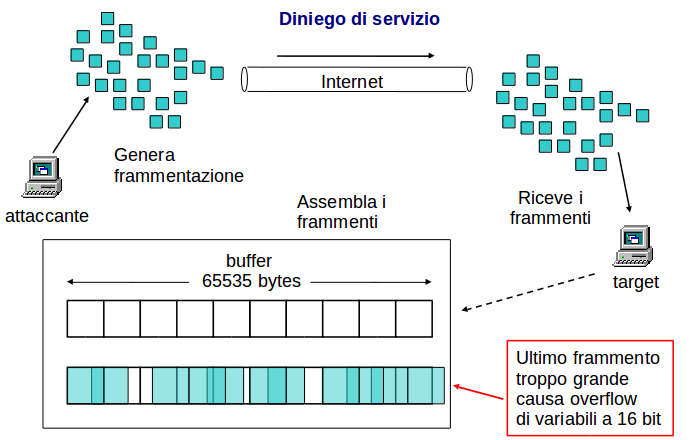 Diniego di servizio
Internet
Genera
frammentazione
attaccante
Assembla i
frammenti
Riceve i
frammenti
target
buffer
65535 bytes
Ultimo frammento
troppo grande
causa overflow
di variabili a 16 bit